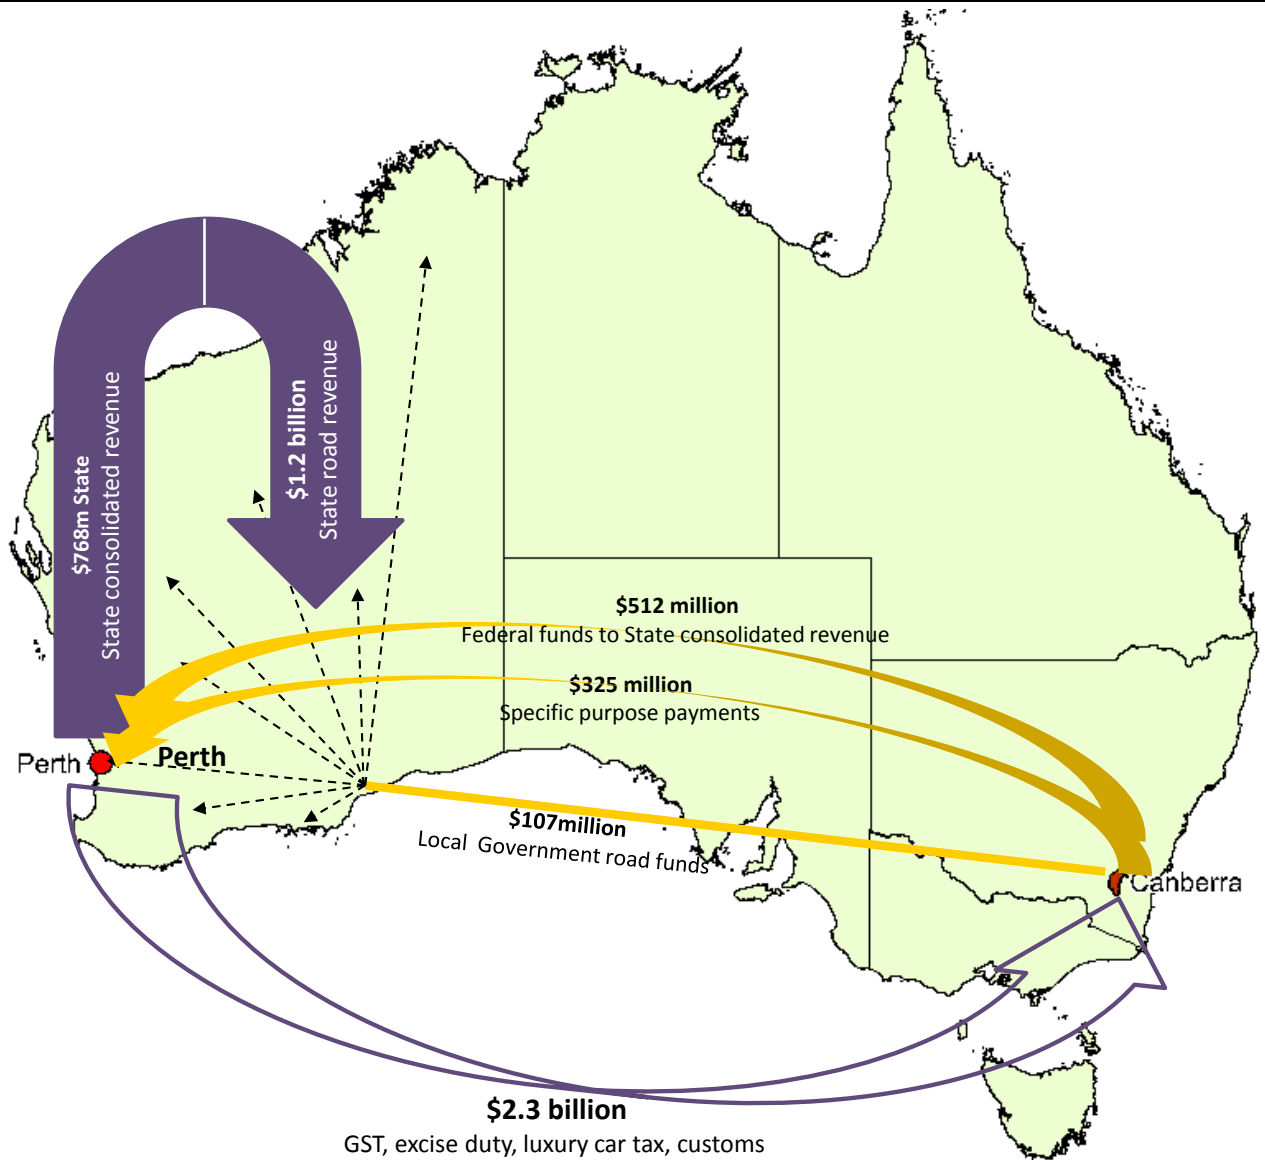 $768m State
State consolidated revenue
$1.2 billion
State road revenue
$512 million
Federal funds to State consolidated revenue
$325 million
Specific purpose payments
Perth
Perth
$107million
Local  Government road funds
Canberra
$2.3 billion
GST, excise duty, luxury car tax, customs